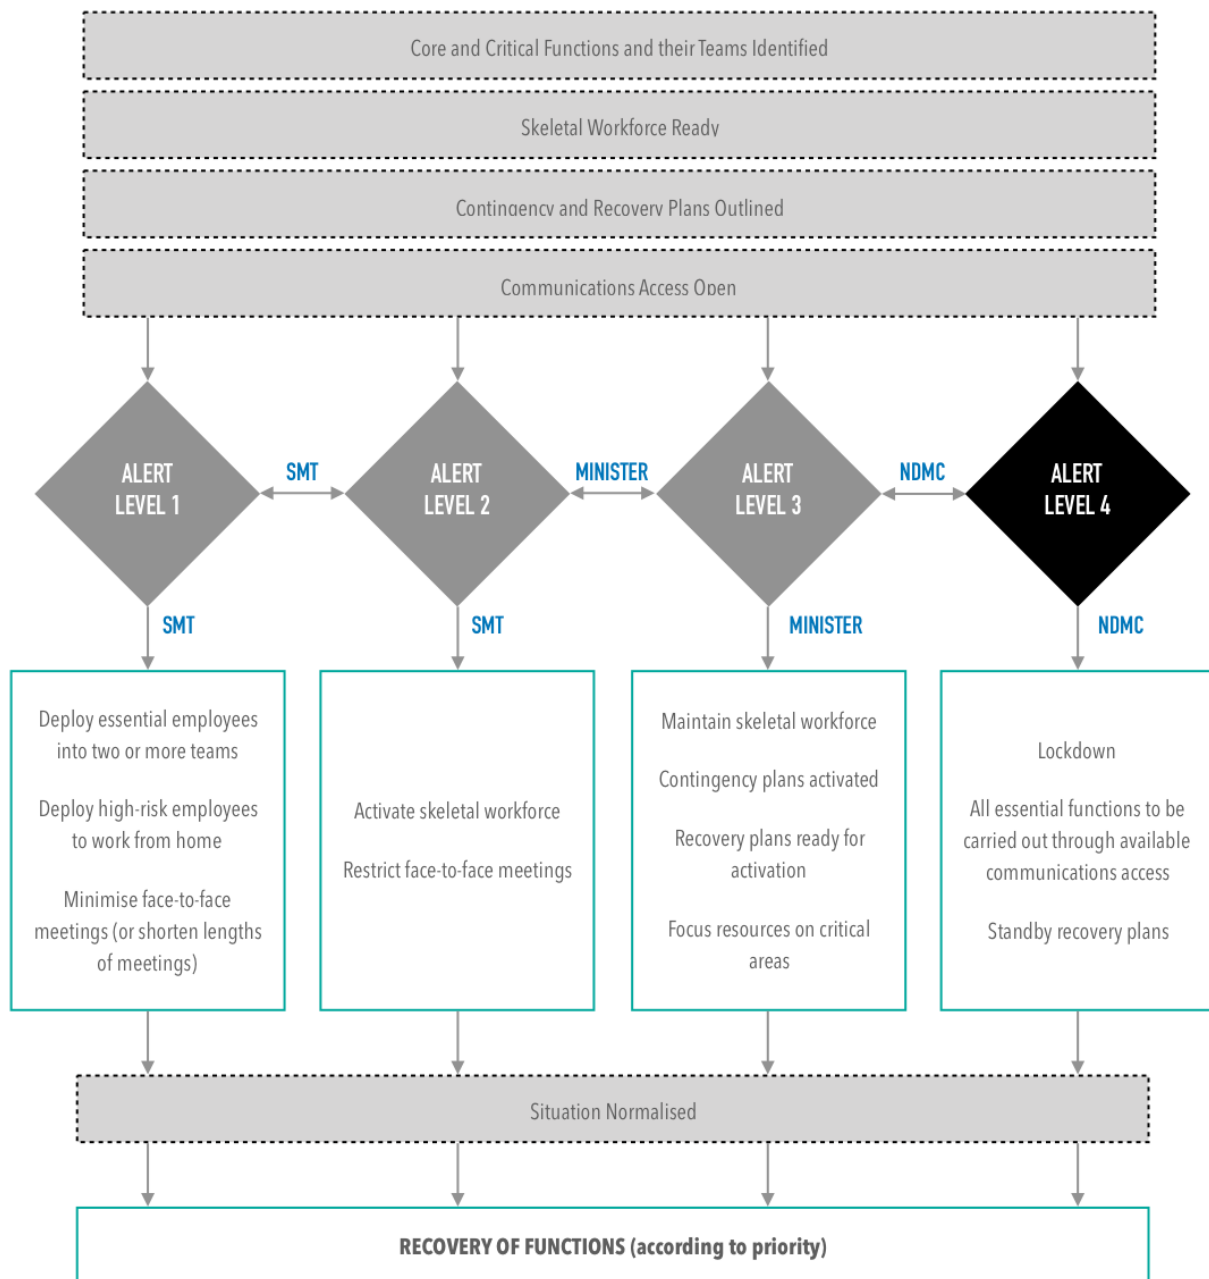 Core and Critical Functions and their Teams Identified
Skeletal Workforce Ready
Contingency and Recovery Plans Outlined
Communications Access Open
ALERT
LEVEL 1
SMT
ALERT
LEVEL 2
MINISTER
ALERT
LEVEL 3
NDMC
ALERT
LEVEL 4
SMT
SMT
MINISTER
NDMC
Deploy essential employees
into two or more teams
Deploy high-risk employees
to work from home
Minimise face-to-face
meetings (or shorten lengths
of meetings)
Activate skeletal workforce
Restrict face-to-face meetings
Maintain skeletal workforce
Contingency plans activated
Recovery plans ready for
activation
Focus resources on critical
areas
Lockdown
All essential functions to be
carried out through available
communications access
Standby recovery plans
Situation Normalised
RECOVERY OF FUNCTIONS (according to priority)